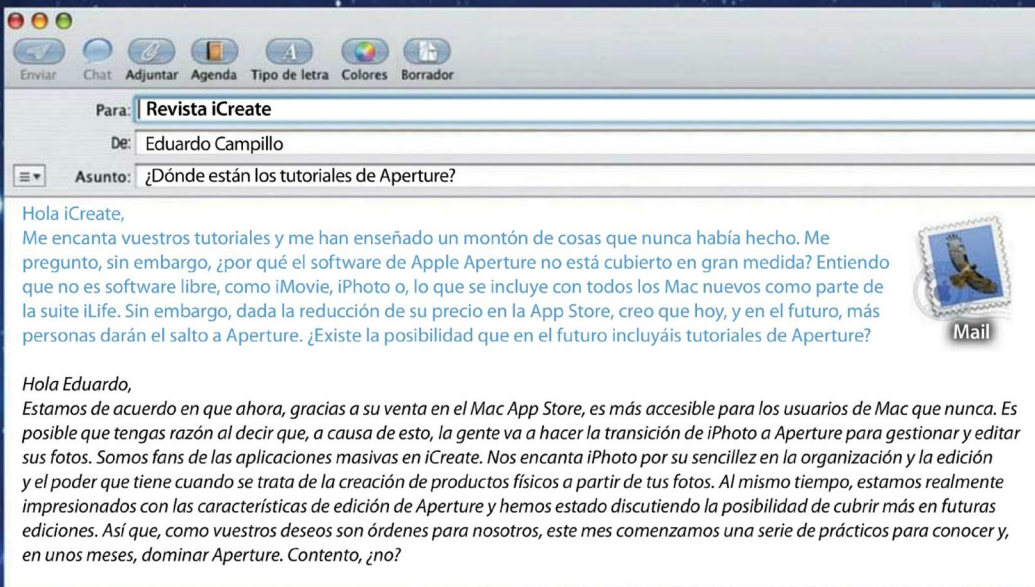 Enviar Chat Adjuntar Agenda Tipo de letra Colores Borrador
Para: Revista iCreate
De: Eduardo Campillo
Asunto: ¿Dónde están los tutoriales de Aperture?
Hola iCreate,
Me encanta vuestros tutoriales y me han enseñado un montón de cosas que nunca había hecho. Me
pregunto, sin embargo, ¿por qué el software de Apple Aperture no está cubierto en gran medida? Entiendo
que no es software libre, como iMovie, iPhoto o, lo que se incluye con todos los Mac nuevos como parte de
la suite iLife. Sin embargo, dada la reducción de su precio en la App Store, creo que hoy, y en el futuro, más
personas darán el salto a Aperture. ¿Existe la posibilidad que en el futuro incluyáis tutoriales de Aperture?
Mail
Hola Eduardo,
Estamos de acuerdo en que ahora, gracias a su venta en el Mac App Store, es más accesible para los usuarios de Mac que nunca. Es
posible que tengas razón al decir que, a causa de esto, la gente va a hacer la transición de iPhoto a Aperture para gestionar y editar
sus fotos. Somos fans de las aplicaciones masivas en iCreate. Nos encanta iPhoto por su sencillez en la organización y la edición
y el poder que tiene cuando se trata de la creación de productos físicos a partir de tus fotos. Al mismo tiempo, estamos realmente
impresionados con las características de edición de Aperture y hemos estado discutiendo la posibilidad de cubrir más en futuras
ediciones. Así que, como vuestros deseos son órdenes para nosotros, este mes comenzamos una serie de prácticos para conocer y,
en unos meses, dominar Aperture. Contento, ¿no?